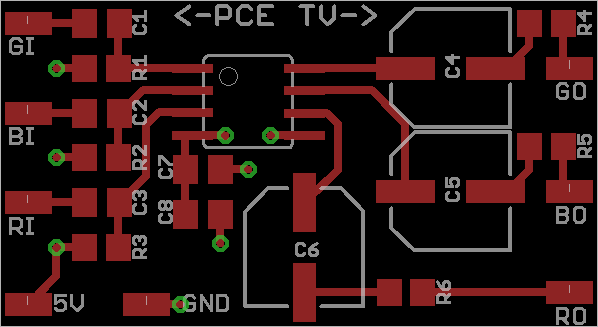 <-PCE TV->
C1
R4
GI
R1
C4
GO
C2
BI
R2
R5
C7
C3
C5
RI
C8
BO
R3
C6
5V
GND
R6
RO